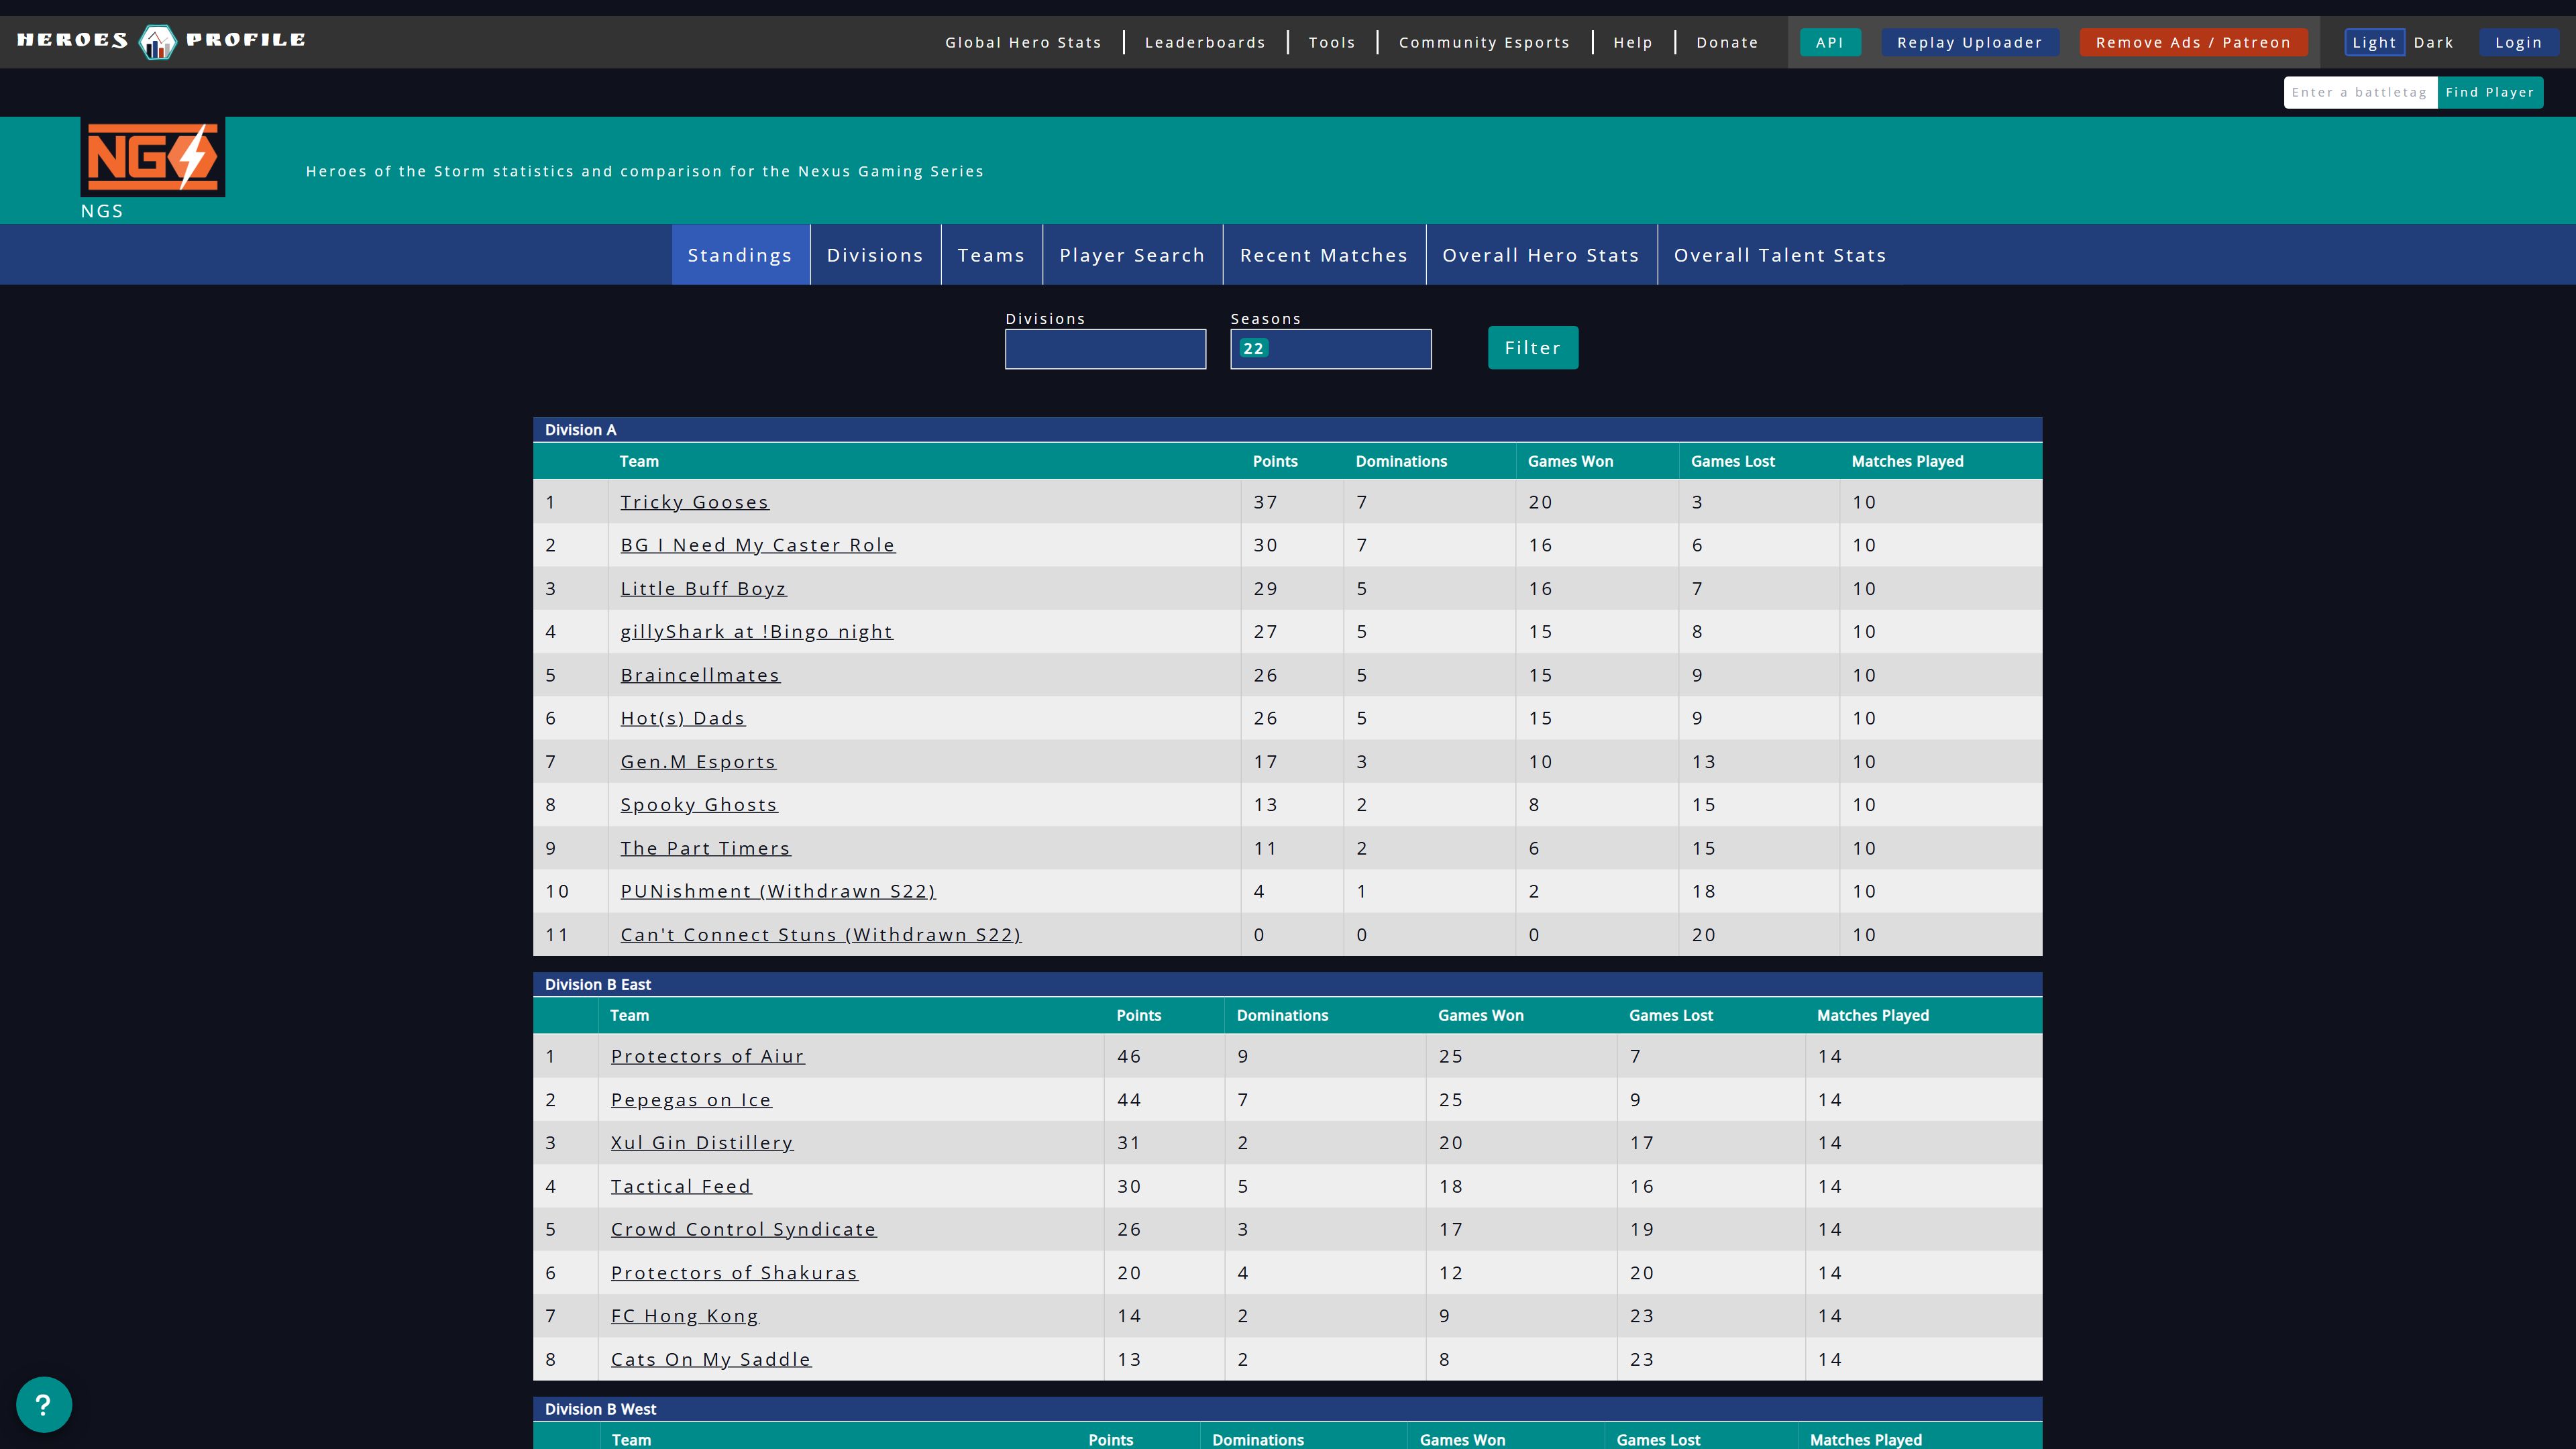 HEROES PROFILE Global Hero Stats Leaderboards Tools Community Esports Help Donate API Replay Uploader Remove Ads / Patreon Light Dark Login
Enter a battletag Find Player
NGS
Heroes of the Storm statistics and comparison for the Nexus Gaming Series
NGS
Standings Divisions Teams Player Search Recent Matches Overall Hero Stats Overall Talent Stats
Divisions Seasons
22 Filter
Division A
Team Points Dominations Games Won Games Lost Matches Played
1 Tricky Gooses 37 7 20 3 10
2 BG I Need My Caster Role 30 7 16 6 10
3 Little Buff Boyz 29 5 16 7 10
4 gillyShark at !Bingo night 27 5 15 8 10
5 Braincellmates 26 5 15 9 10
6 Hot(s) Dads 26 5 15 9 10
7 Gen.M Esports 17 3 10 13 10
8 Spooky Ghosts 13 2 8 15 10
9 The Part Timers 11 2 6 15 10
10 PUNishment (Withdrawn S22) 4 1 2 18 10
11 Can't Connect Stuns (Withdrawn S22) 0 0 0 20 10
Division B East
Team Points Dominations Games Won Games Lost Matches Played
1 Protectors of Aiur 46 9 25 7 14
2 Pepegas on Ice 44 7 25 9 14
3 Xul Gin Distillery 31 2 20 17 14
4 Tactical Feed 30 5 18 16 14
5 Crowd Control Syndicate 26 3 17 19 14
6 Protectors of Shakuras 20 4 12 20 14
7 FC Hong Kong 14 2 9 23 14
8 Cats On My Saddle 13 2 8 23 14
?
Division B West
Team Points Dominations Games Won Games Lost Matches Played